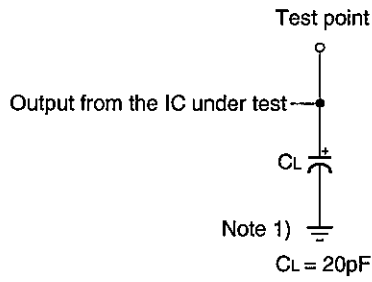 Test point
Output from the IC under test
+
CL
Note 1)
CL = 20pF